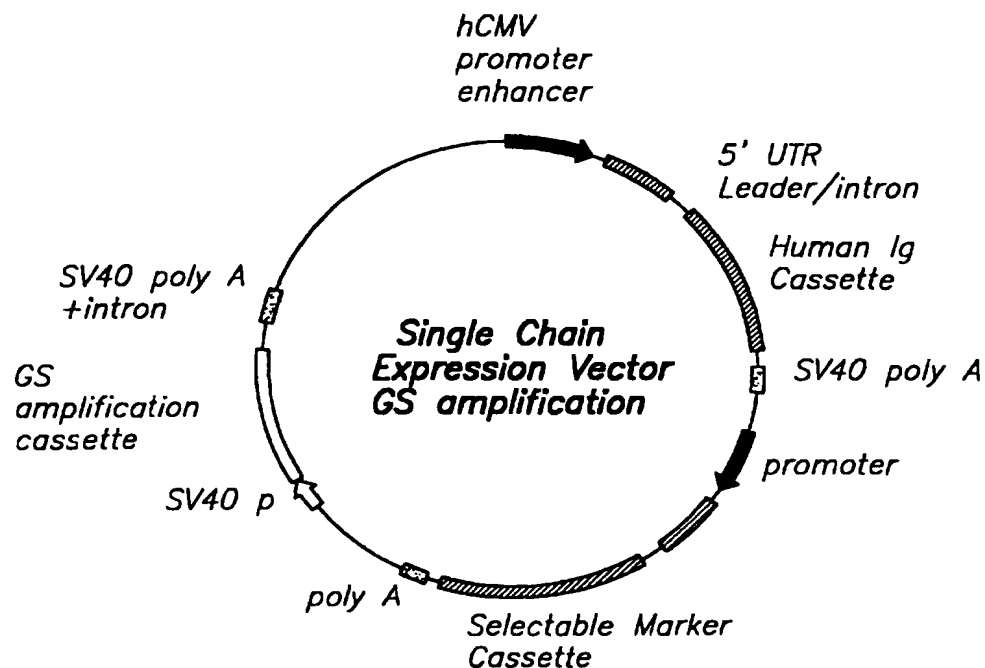 hCMV
promoter
enhancer
5' UTR
Leader/intron
Human Ig
Cassette
SV40 poly A
promoter
Selectable Marker
Cassette
poly A
SV40 p
GS
amplification
cassette
SV40 poly A
+intron
Single Chain
Expression Vector
GS amplification